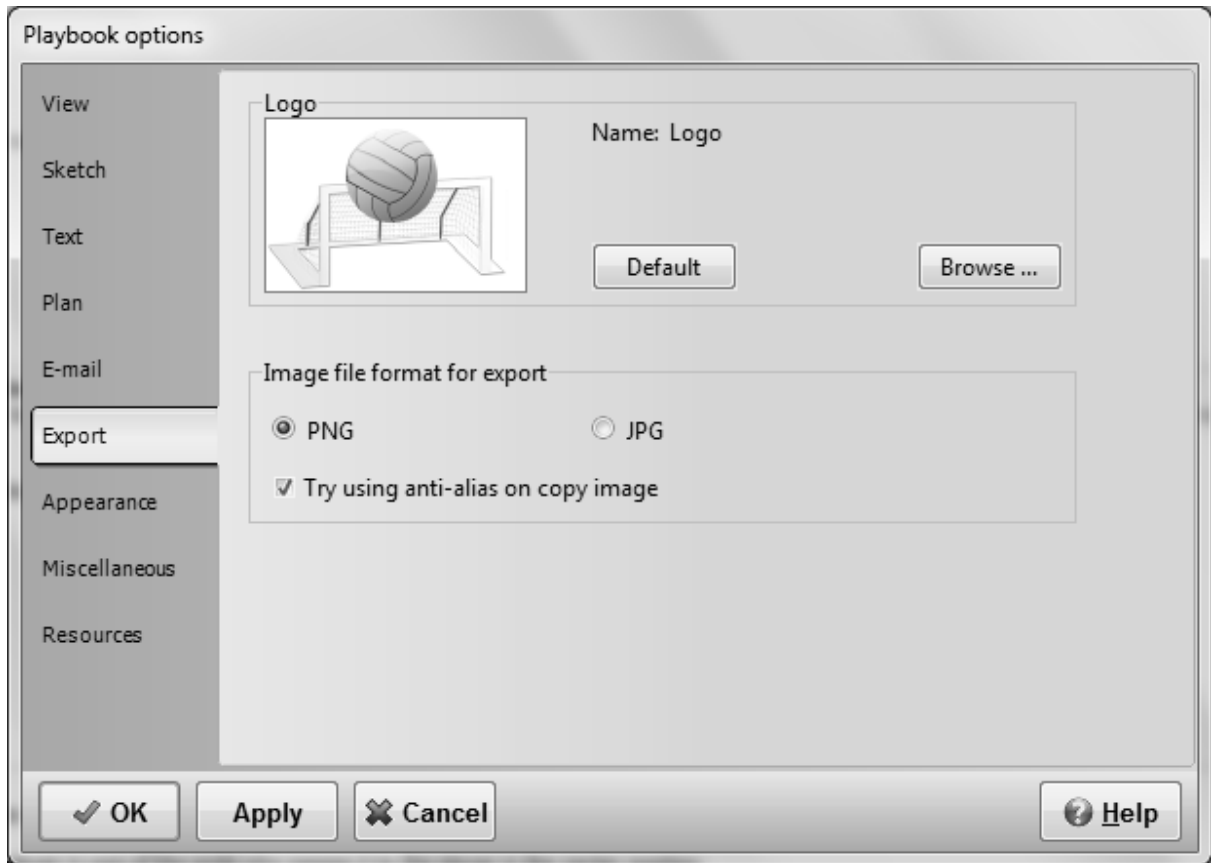 Playbook options
View
Sketch
Text
Plan
E-mail
Export
Appearance
Miscellaneous
Resources
Logo
Name: Logo
Default
Browse ...
Image file format for export
PNG
JPG
Try using anti-alias on copy image
OK
Apply
Cancel
Help